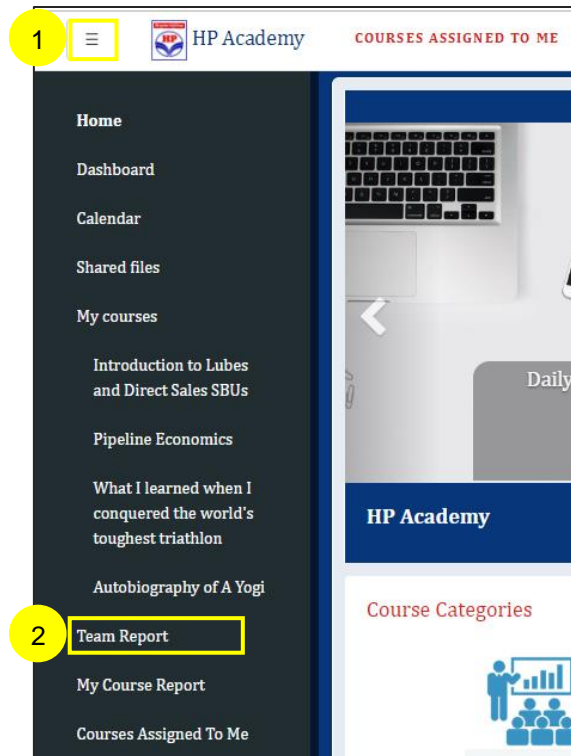 1
HP
HP Academy
COURSES ASSIGNED TO ME
Home
Dashboard
Calendar
Shared files
My courses
Introduction to Lubes
and Direct Sales SBUs
Pipeline Economics
What I learned when I
conquered the world's
toughest triathlon
Autobiography of A Yogi
2
Team Report
My Course Report
Courses Assigned To Me
Daily
HP Academy
Course Categories